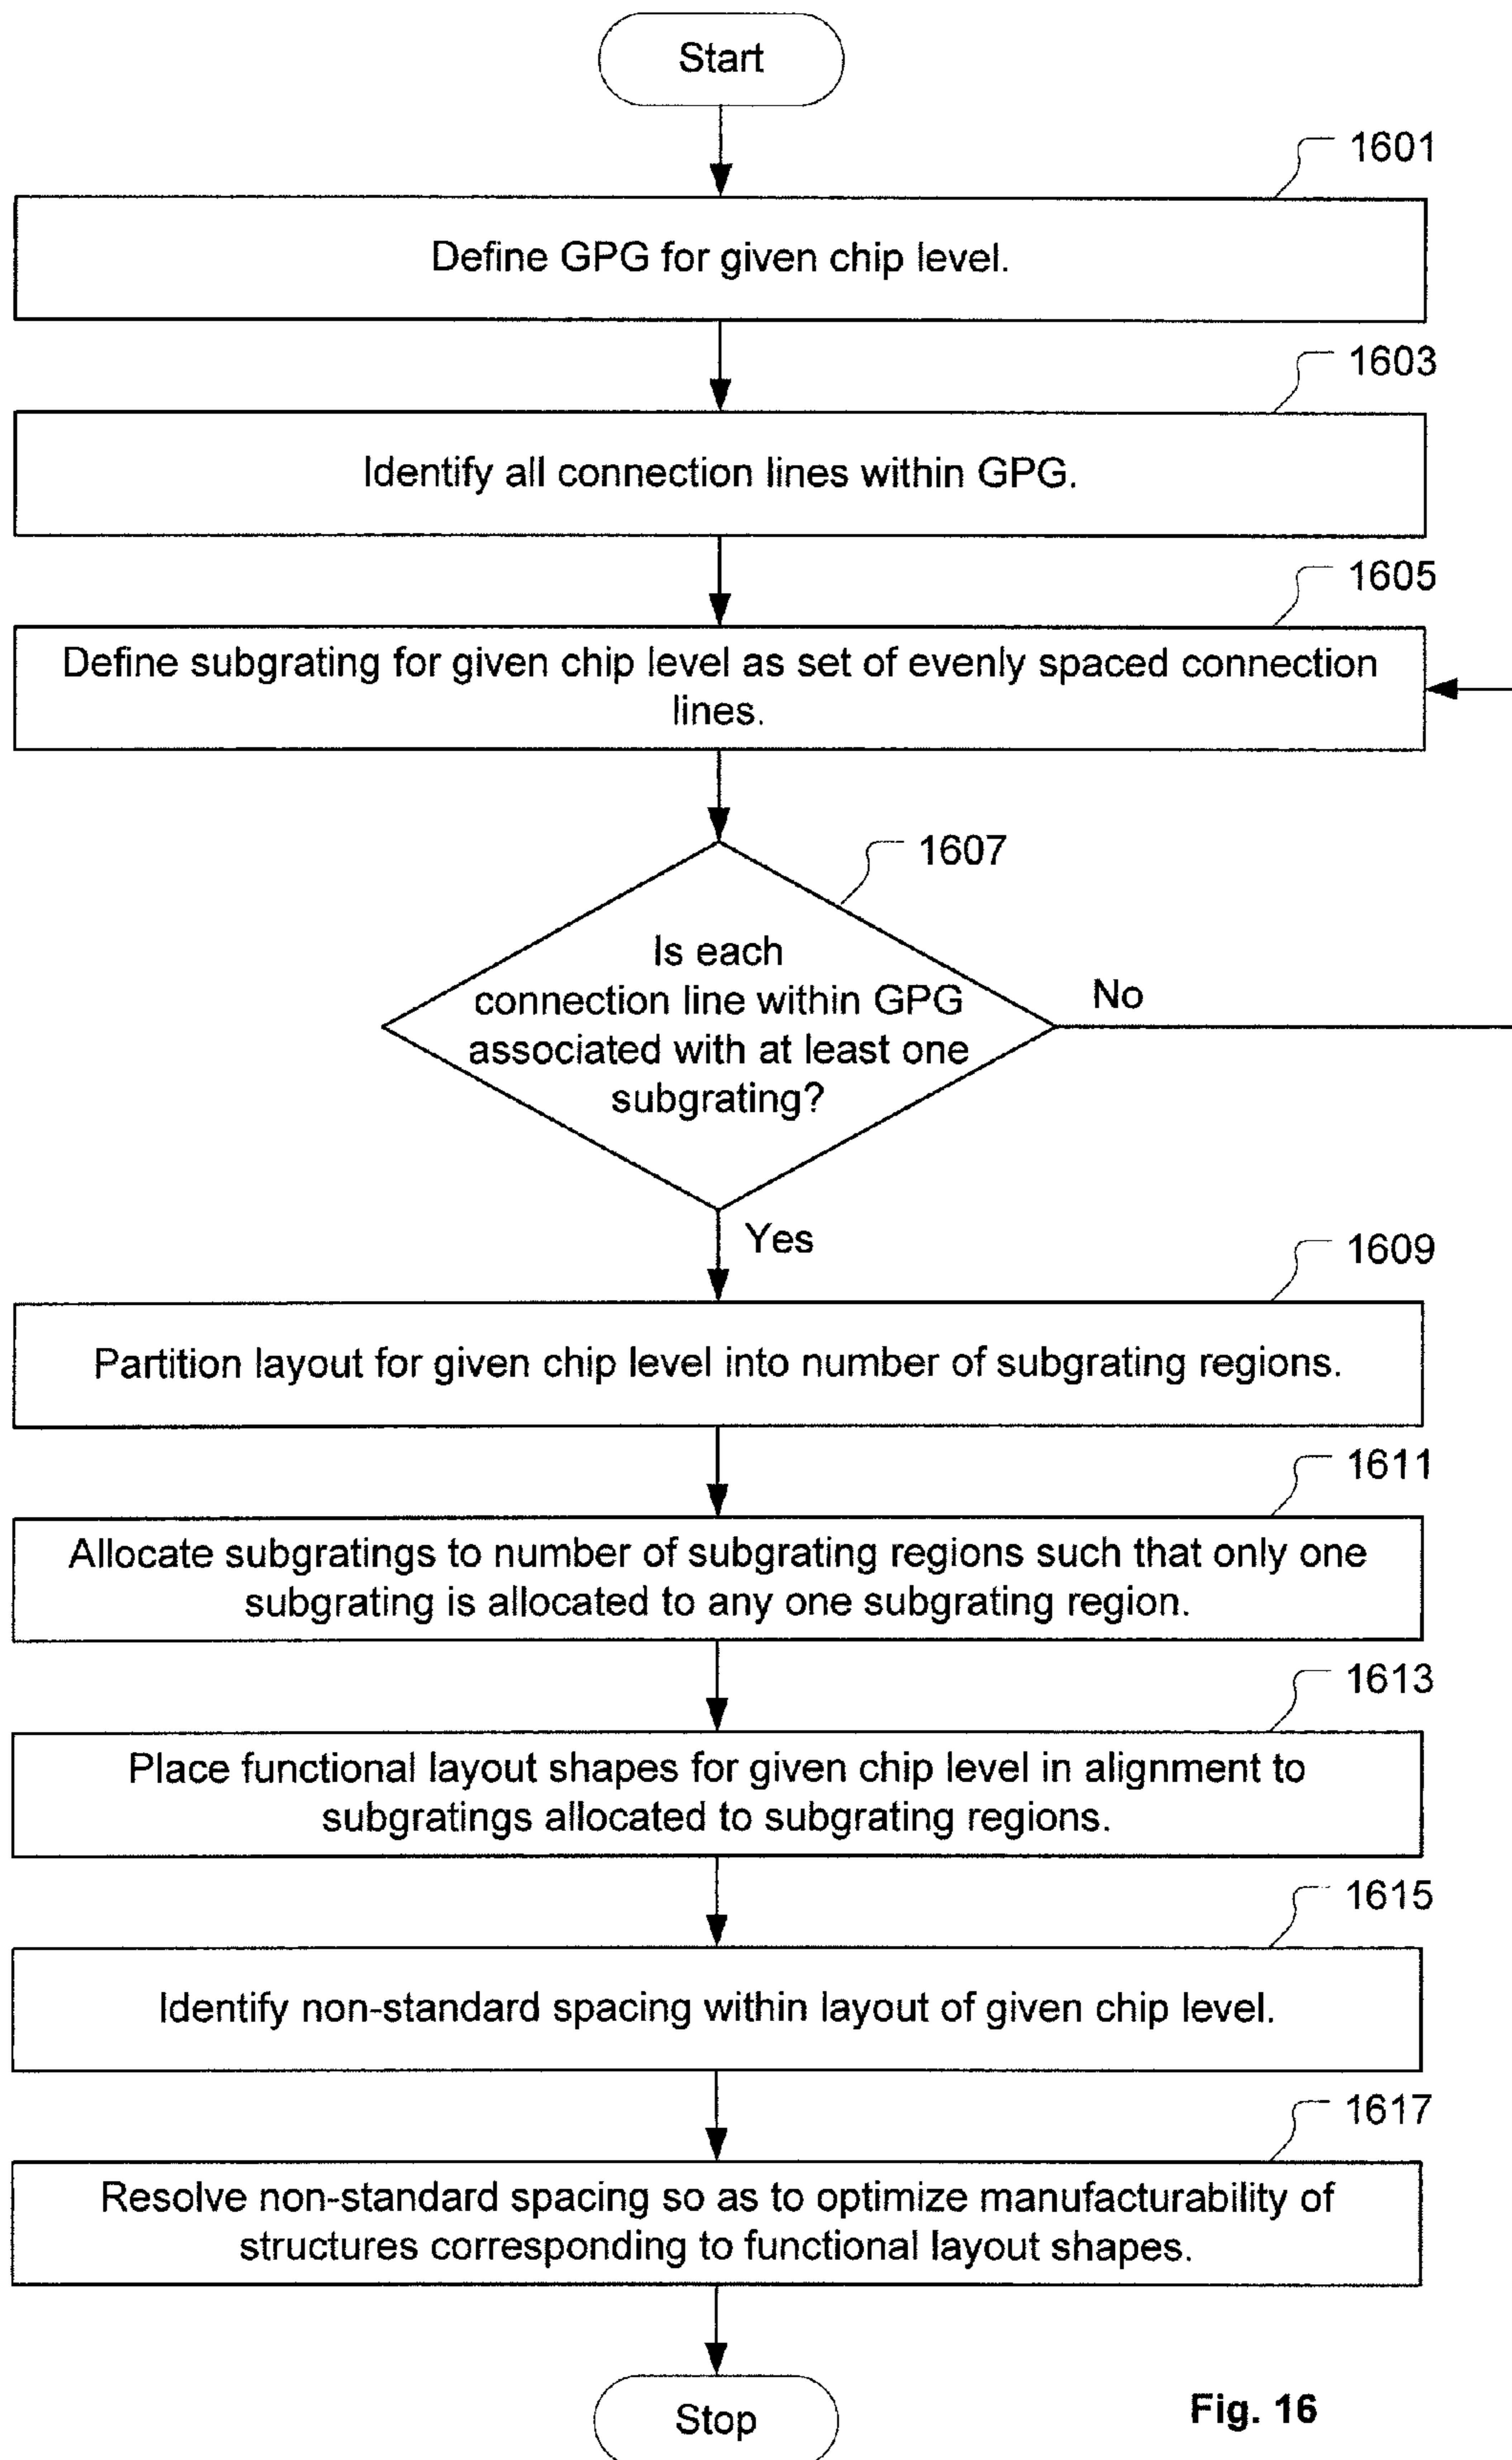 Start
1601
Define GPG for given chip level.
1603
Identify all connection lines within GPG.
1605
Define subgrating for given chip level as set of evenly spaced connection
lines.
1607
Is each
connection line within GPG
associated with at least one
subgrating?
No
Yes
1609
Partition layout for given chip level into number of subgrating regions.
1611
Allocate subgratings to number of subgrating regions such that only one
subgrating is allocated to any one subgrating region.
1613
Place functional layout shapes for given chip level in alignment to
subgratings allocated to subgrating regions.
1615
Identify non-standard spacing within layout of given chip level.
1617
Resolve non-standard spacing so as to optimize manufacturability of
structures corresponding to functional layout shapes.
Stop
Fig. 16